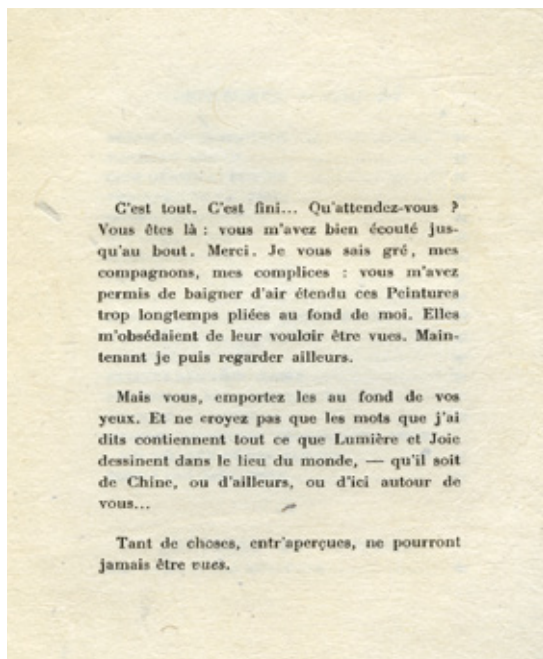 C'est tout. C'est fini... Qu'attendez-vous ?
Vous êtes là : vous m'avez bien écouté jus-
qu'au bout. Merci. Je vous sais gré, mes
compagnons, mes complices : vous m'avez
permis de baigner d'air étendu ces Peintures
trop longtemps pliées au fond de moi. Elles
m'obsédaient de leur vouloir être vues. Main-
tenant je puis regarder ailleurs.
Mais vous, emportez les au fond de vos
yeux. Et ne croyez pas que les mots que j'ai
dits contiennent tout ce que Lumière et Joie
dessinent dans le lieu du monde, — qu'il soit
de Chine, ou d'ailleurs, ou d'ici autour de
vous...
Tant de choses, entr'aperçues, ne pourront
jamais être vues.